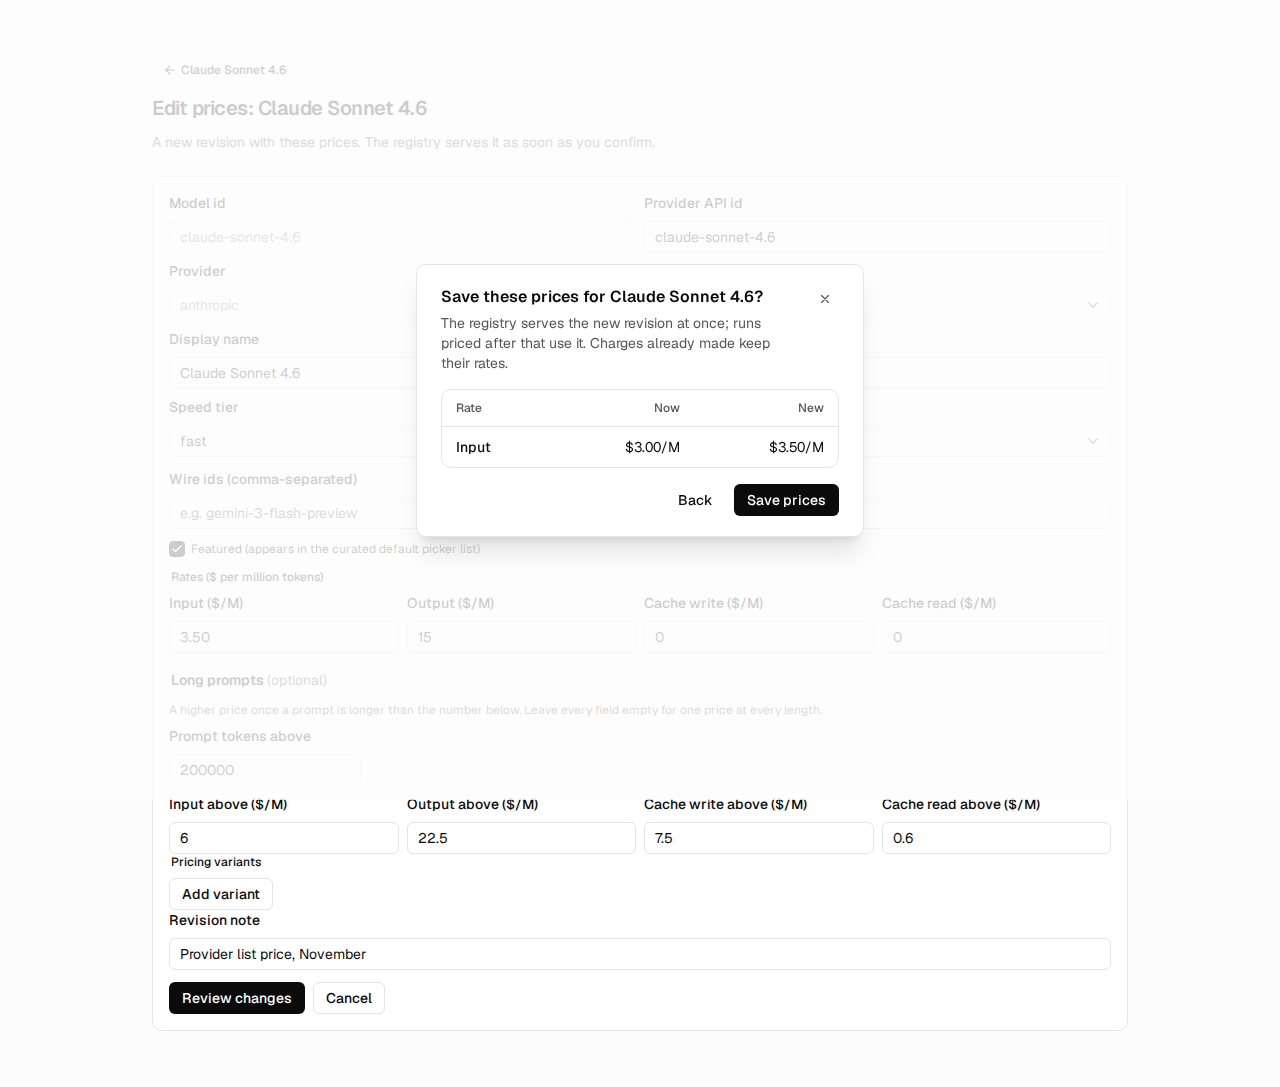 Claude Sonnet 4.6
Edit prices: Claude Sonnet 4.6
A new revision with these prices. The registry serves it as soon as you confirm.
Model id
Provider API id
claude-sonnet-4.6
claude-sonnet-4.6
Provider
anthropic
Display name
Claude Sonnet 4.6
Speed tier
fast
Wire ids (comma-separated)
e.g. gemini-3-flash-preview
Featured (appears in the curated default picker list)
Save these prices for Claude Sonnet 4.6?
The registry serves the new revision at once; runs
priced after that use it. Charges already made keep
their rates.
Rate Now New
Input $3.00/M $3.50/M
Back Save prices
Rates ($ per million tokens)
Input ($/M) Output ($/M) Cache write ($/M) Cache read ($/M)
3.50 15 0 0
Long prompts (optional)
A higher price once a prompt is longer than the number below. Leave every field empty for one price at every length.
Prompt tokens above
200000
Input above ($/M) Output above ($/M) Cache write above ($/M) Cache read above ($/M)
6 22.5 7.5 0.6
Pricing variants
Add variant
Revision note
Provider list price, November
Review changes Cancel